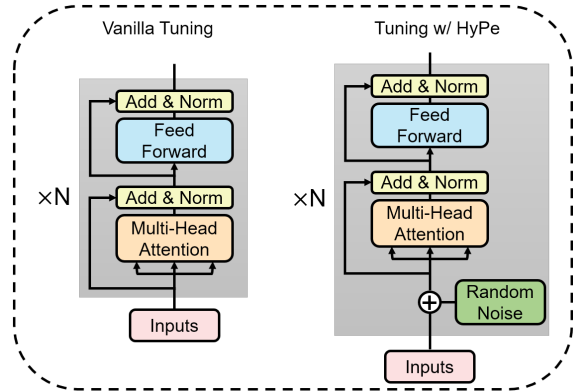 Vanilla Tuning
×N
Add & Norm
Feed
Forward
Add & Norm
Multi-Head
Attention
Inputs
Tuning w/ HyPe
×N
Add & Norm
Feed
Forward
Add & Norm
Multi-Head
Attention
+
Random
Noise
Inputs